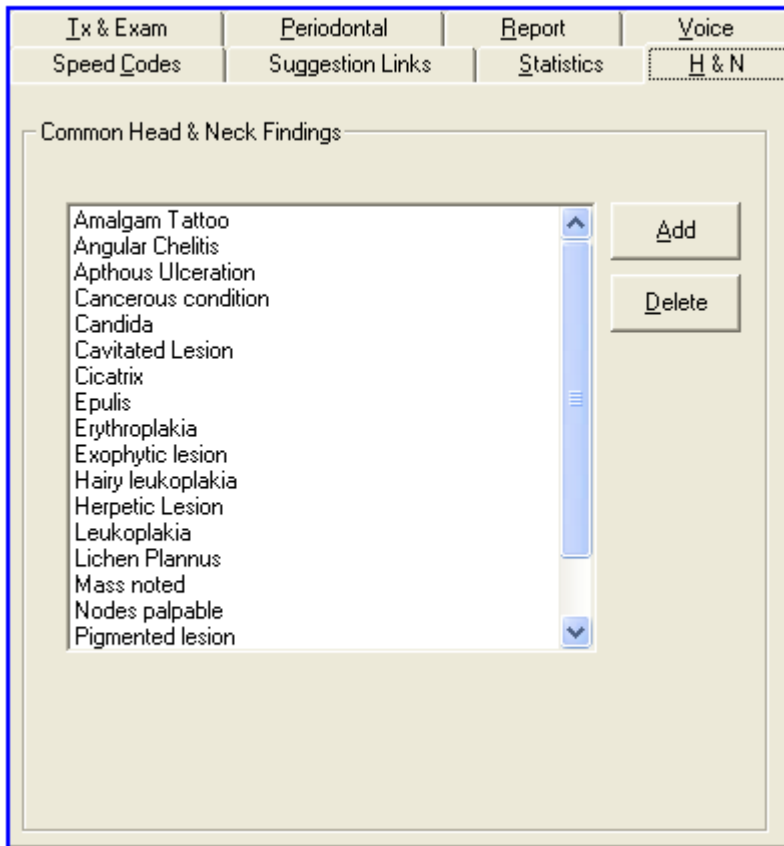 Tx & Exam Periodontal Report Voice
Speed Codes Suggestion Links Statistics H & N
Common Head & Neck Findings
Amalgam Tattoo
Angular Chelitis
Apthous Ulceration
Cancerous condition
Candida
Cavitated Lesion
Cicatrix
Epulis
Erythroplakia
Exophytic lesion
Hairy leukoplakia
Herpetic Lesion
Leukoplakia
Lichen Plannus
Mass noted
Nodes palpable
Pigmented lesion
Add
Delete